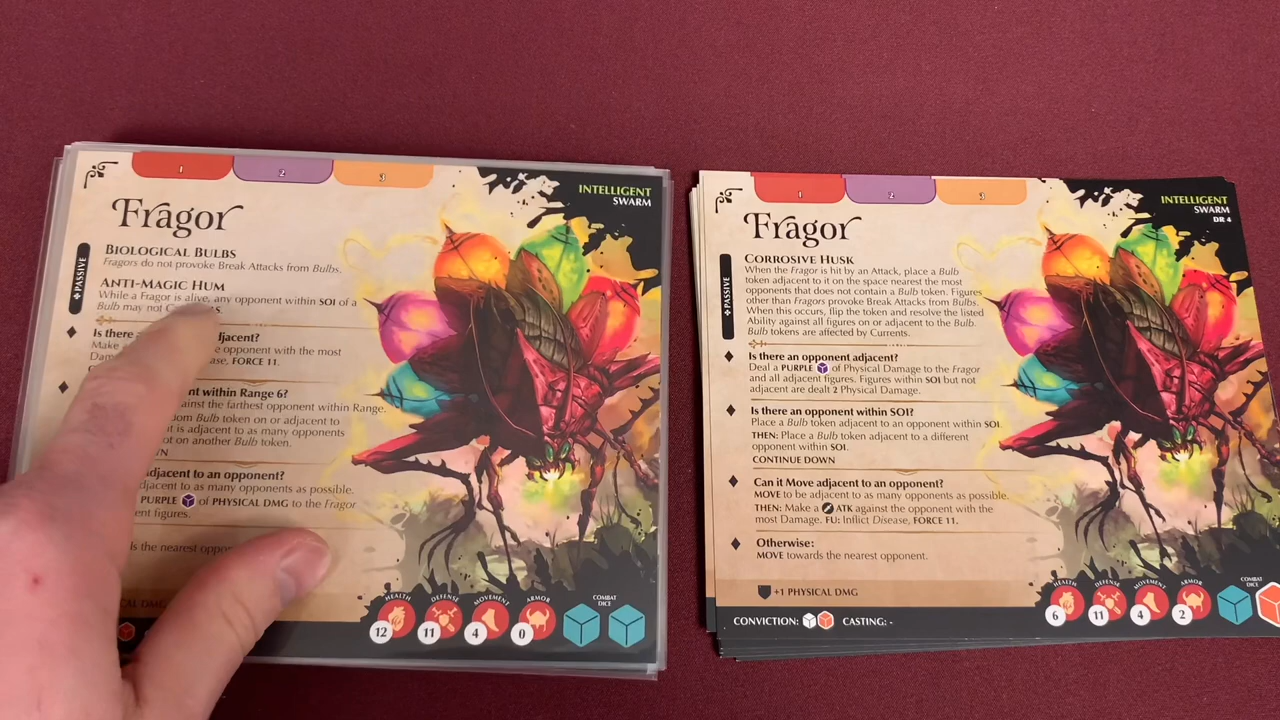 1 2 3
INTELLIGENT
SWARM
Fragor
PASSIVE
BIOLOGICAL BULBS
Fragors do not provoke Break Attacks from Bulbs.
ANTI-MAGIC HUM
While a Fragor is alive, any opponent within SOI of a
Bulb may not
Is there djacent?
Make opponent with the most
ease, FORCE 11.
nt within Range 6?
against the farthest opponent within Range.
Bulb token on or adjacent to
it is adjacent to as many opponents
not on another Bulb token.
adjacent to an opponent?
adjacent to as many opponents as possible.
PURPLE of PHYSICAL DMG to the Fragor
figures.
the nearest
DMG
HEALTH DEFENSE MOVEMENT ARMOR COMBAT
DICE
12 11 4 0
1 2 3
INTELLIGENT
SWARM
DR 4
Fragor
PASSIVE
CORROSIVE HUSK
When the Fragor is hit by an Attack, place a Bulb
token adjacent to it on the space nearest the most
opponents that does not contain a Bulb token. Figures
other than Fragors provoke Break Attacks from Bulbs.
When this occurs, flip the token and resolve the listed
Ability against all figures on or adjacent to the Bulb.
Bulb tokens are affected by Currents.
Is there an opponent adjacent?
Deal a PURPLE of Physical Damage to the Fragor
and all adjacent figures. Figures within SOI but not
adjacent are dealt 2 Physical Damage.
Is there an opponent within SOI?
Place a Bulb token adjacent to an opponent within SOI.
THEN: Place a Bulb token adjacent to a different
opponent within SOI.
CONTINUE DOWN
Can it Move adjacent to an opponent?
MOVE to be adjacent to as many opponents as possible.
THEN: Make a ATK against the opponent with the
most Damage. FU: Inflict Disease, FORCE 11.
Otherwise:
MOVE towards the nearest opponent.
+1 PHYSICAL DMG
CONVICTION: CASTING: -
HEALTH DEFENSE MOVEMENT ARMOR COMBAT
DICE
6 11 4 2